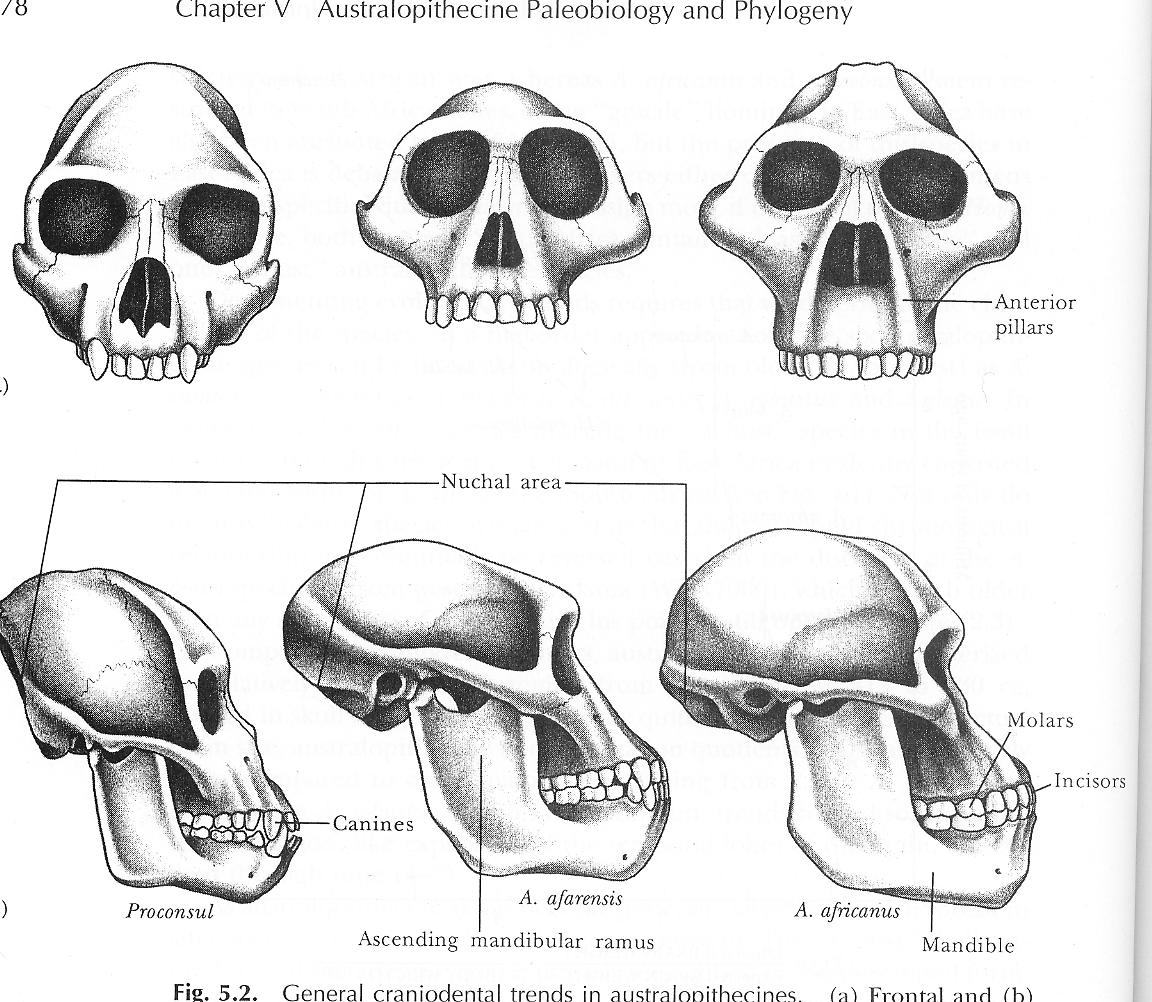 78 Chapter V Australopithecine Paleobiology and Phylogeny
Anterior
pillars
)
Nuchal area
Molars
Incisors
Canines
)
Proconsul
A. afarensis
A. africanus
Ascending mandibular ramus
Mandible
Fig. 5.2. General craniodental trends in australopithecines. (a) Frontal and (b)